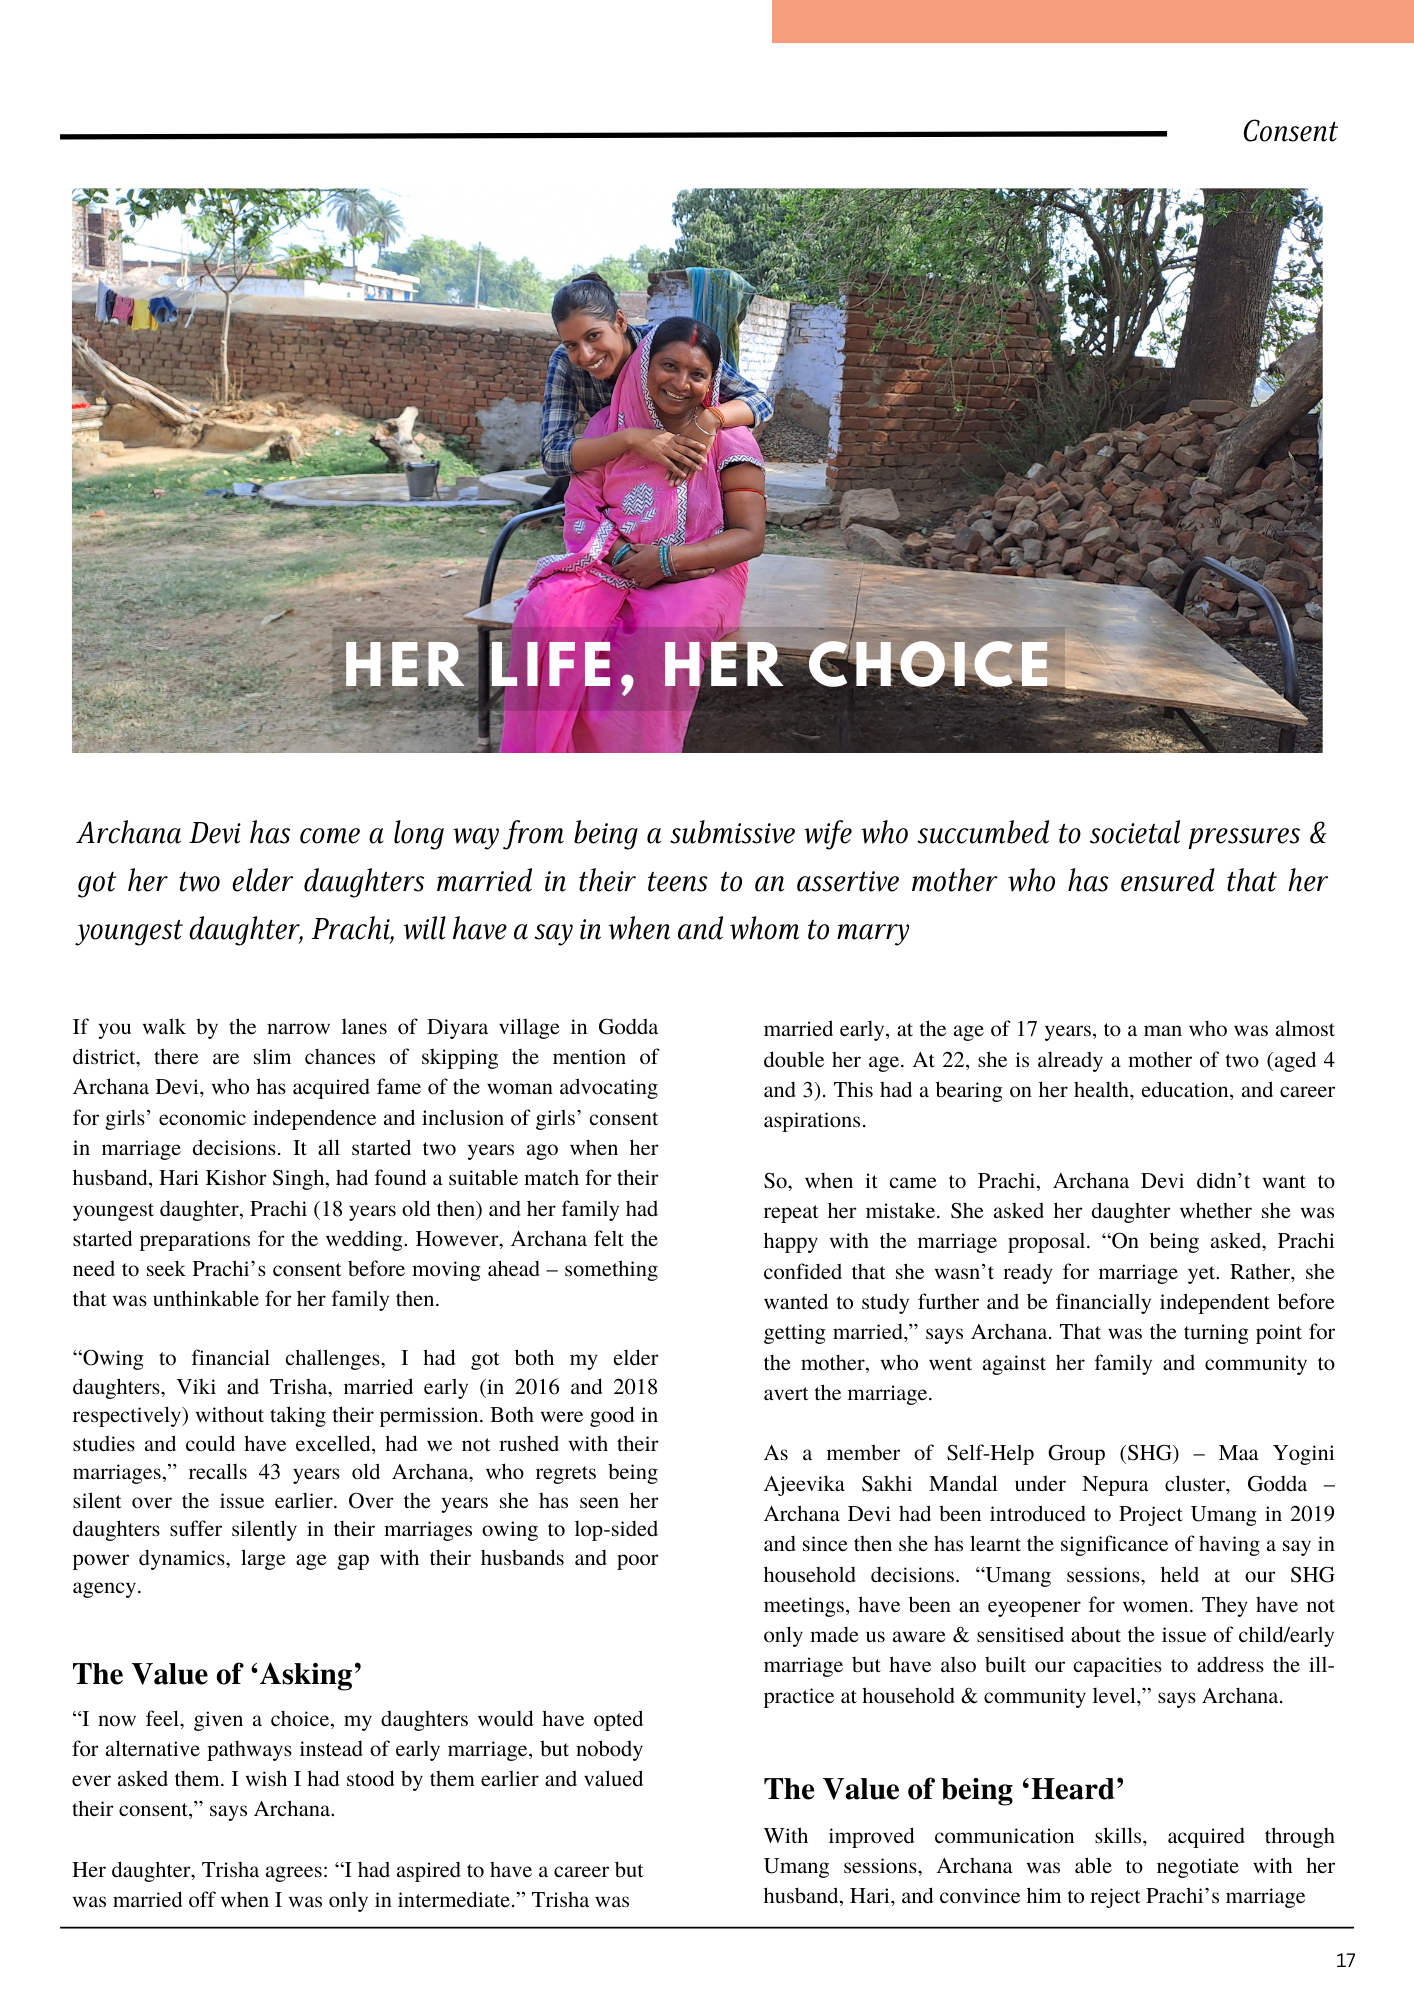 Consent
HER LIFE, HER CHOICE
Archana Devi has come a long way from being a submissive wife who succumbed to societal pressures &
got her two elder daughters married in their teens to an assertive mother who has ensured that her
youngest daughter, Prachi, will have a say in when and whom to marry
If you walk by the narrow lanes of Diyara village in Godda
district, there are slim chances of skipping the mention of
Archana Devi, who has acquired fame of the woman advocating
for girls’ economic independence and inclusion of girls’ consent
in marriage decisions. It all started two years ago when her
husband, Hari Kishor Singh, had found a suitable match for their
youngest daughter, Prachi (18 years old then) and her family had
started preparations for the wedding. However, Archana felt the
need to seek Prachi’s consent before moving ahead – something
that was unthinkable for her family then.
“Owing to financial challenges, I had got both my elder
daughters, Viki and Trisha, married early (in 2016 and 2018
respectively) without taking their permission. Both were good in
studies and could have excelled, had we not rushed with their
marriages,” recalls 43 years old Archana, who regrets being
silent over the issue earlier. Over the years she has seen her
daughters suffer silently in their marriages owing to lop-sided
power dynamics, large age gap with their husbands and poor
agency.
The Value of ‘Asking’
“I now feel, given a choice, my daughters would have opted
for alternative pathways instead of early marriage, but nobody
ever asked them. I wish I had stood by them earlier and valued
their consent,” says Archana.
Her daughter, Trisha agrees: “I had aspired to have a career but
was married off when I was only in intermediate.” Trisha was
married early, at the age of 17 years, to a man who was almost
double her age. At 22, she is already a mother of two (aged 4
and 3). This had a bearing on her health, education, and career
aspirations.
So, when it came to Prachi, Archana Devi didn’t want to
repeat her mistake. She asked her daughter whether she was
happy with the marriage proposal. “On being asked, Prachi
confided that she wasn’t ready for marriage yet. Rather, she
wanted to study further and be financially independent before
getting married,” says Archana. That was the turning point for
the mother, who went against her family and community to
avert the marriage.
As a member of Self-Help Group (SHG) – Maa Yogini
Ajeevika Sakhi Mandal under Nepura cluster, Godda –
Archana Devi had been introduced to Project Umang in 2019
and since then she has learnt the significance of having a say in
household decisions. “Umang sessions, held at our SHG
meetings, have been an eyeopener for women. They have not
only made us aware & sensitised about the issue of child/early
marriage but have also built our capacities to address the ill-
practice at household & community level,” says Archana.
The Value of being ‘Heard’
With improved communication skills, acquired through
Umang sessions, Archana was able to negotiate with her
husband, Hari, and convince him to reject Prachi’s marriage
17